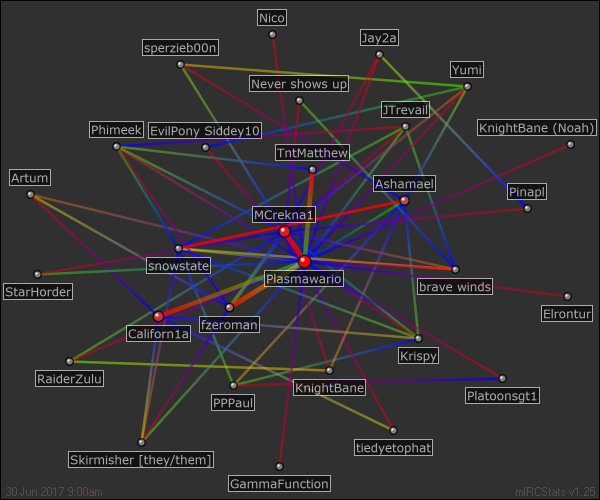 Nico
Jay2a
sperzieb00n
Yumi
Never shows up
JTrevail
Phimeek
EvilPony Siddey10
KnightBane (Noah)
TntMatthew
Artum
Ashamael
Pinapl
MCrekna1
snowstate
Plasmawario
brave winds
StarHorder
Elrontur
Californ1a
fzeroman
Krispy
RaiderZulu
KnightBane
PPPaul
Platoonsgt1
tiedyetophat
Skirmisher [they/them]
GammaFunction
30 Jun 2017 9:00am
mIRCStats v1.25